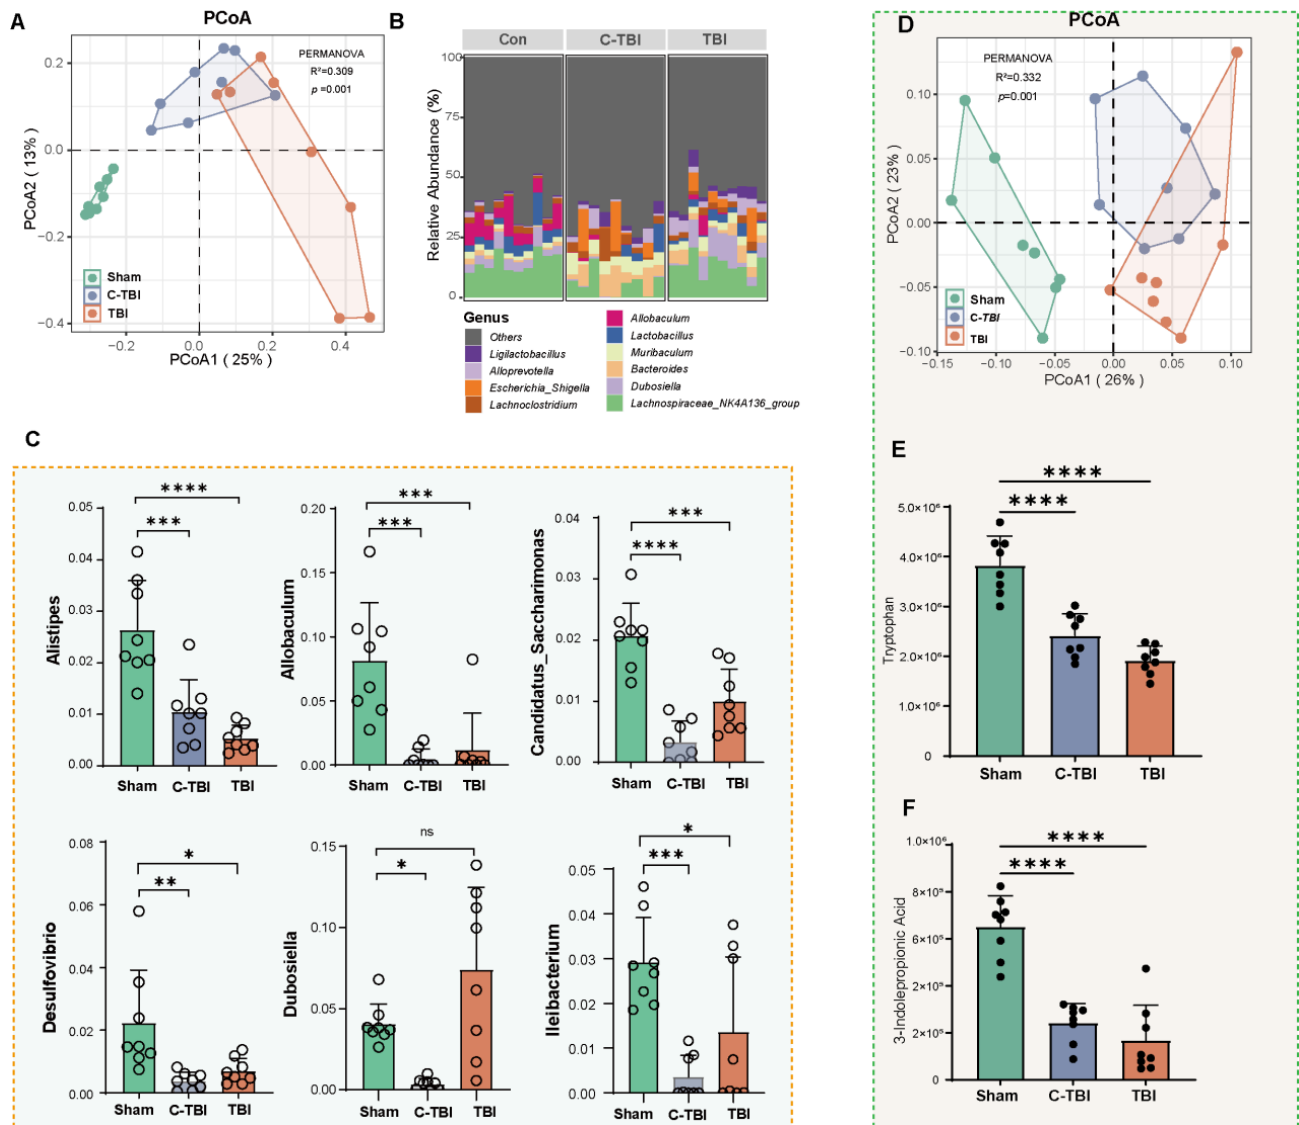 A
PCoA
PERMANOVA
R²=0.309
p =0.001
0.2
0.0
−0.2
−0.4
PCoA2 ( 13% )
Sham
C-TBI
TBI
−0.2
0.0
0.2
0.4
PCoA1 ( 25% )
B
Con
C-TBI
TBI
100
75
50
25
0
Relative Abundance (%)
Genus
Others
Ligilactobacillus
Alloprevotella
Escherichia_Shigella
Lachnoclostridium
Allobaculum
Lactobacillus
Muribaculum
Bacteroides
Dubosiella
Lachnospiraceae_NK4A136_group
D
PCoA
PERMANOVA
R²=0.332
p=0.001
0.10
0.05
0.00
−0.05
−0.10
PCoA2 ( 23% )
Sham
C-TBI
TBI
−0.15
−0.10
−0.05
0.00
0.05
0.10
PCoA1 ( 26% )
C
Alistipes
0.05
0.04
0.03
0.02
0.01
0.00
****
***
Sham
C-TBI
TBI
Allobaculum
0.20
0.15
0.10
0.05
0.00
***
***
Sham
C-TBI
TBI
Candidatus_Saccharimonas
0.04
0.03
0.02
0.01
0.00
***
****
Sham
C-TBI
TBI
Desulfovibrio
0.08
0.06
0.04
0.02
0.00
*
**
Sham
C-TBI
TBI
Dubosiella
0.15
0.10
0.05
0.00
ns
*
Sham
C-TBI
TBI
Ileibacterium
0.05
0.04
0.03
0.02
0.01
0.00
*
***
Sham
C-TBI
TBI
E
Tryptophan
5.0×10⁶
4.0×10⁶
3.0×10⁶
2.0×10⁶
1.0×10⁶
0
****
****
Sham
C-TBI
TBI
F
3-Indolepropionic Acid
1.0×10⁶
8×10⁵
6×10⁵
2×10⁵
2×10⁵
0
****
****
Sham
C-TBI
TBI